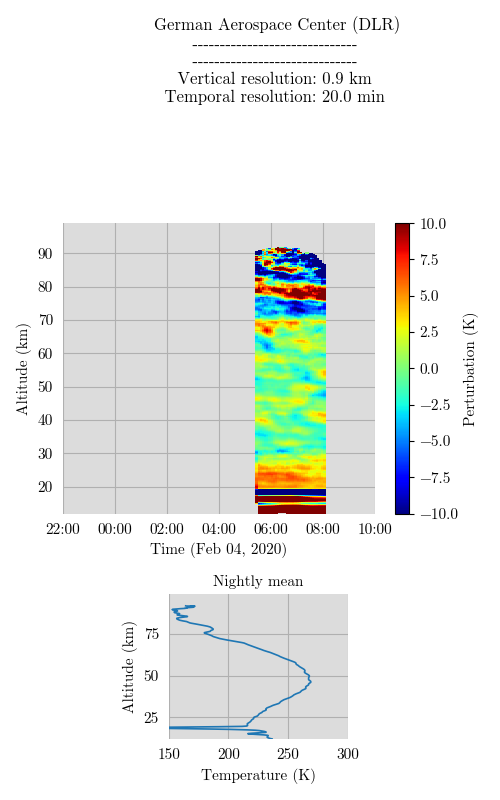 German Aerospace Center (DLR)
------------------------------
------------------------------
Vertical resolution: 0.9 km
Temporal resolution: 20.0 min
90
80
70
60
50
40
30
20
Altitude (km)
22:00 00:00 02:00 04:00 06:00 08:00 10:00
Time (Feb 04, 2020)
10.0
7.5
5.0
2.5
0.0
−2.5
−5.0
−7.5
−10.0
Perturbation (K)
Nightly mean
75
50
25
Altitude (km)
150 200 250 300
Temperature (K)